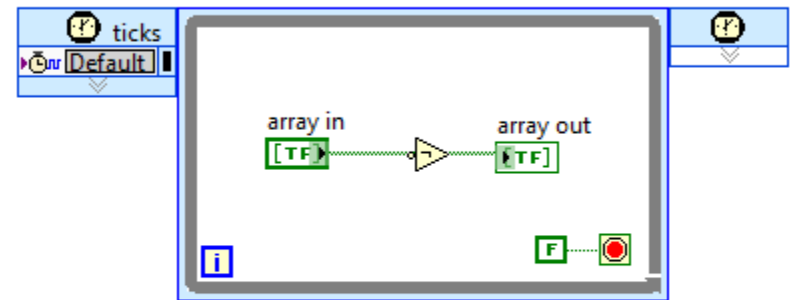 ticks
Default
array in
array out
[TF]
[TF]
F
i